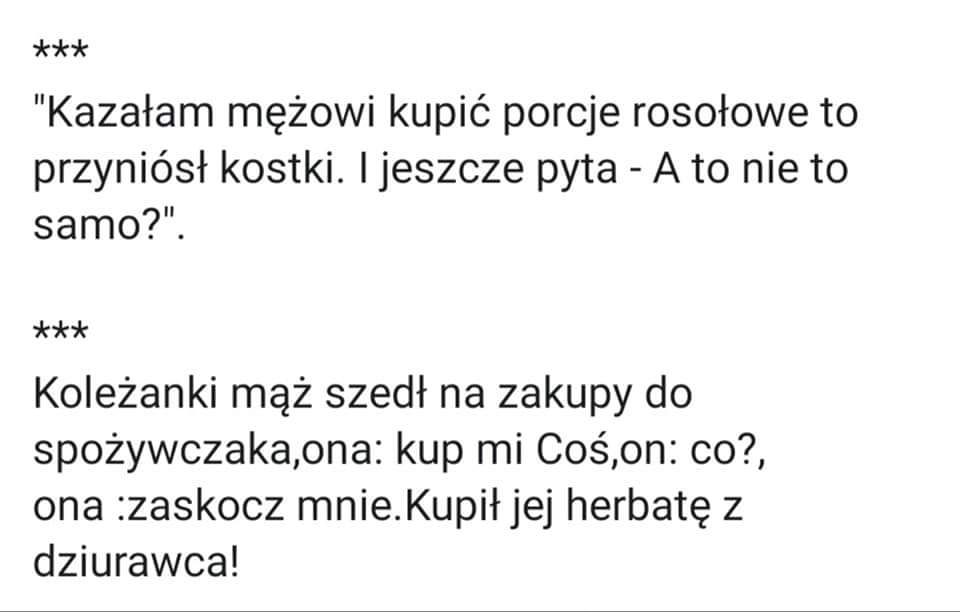 ***
"Kazałam mężowi kupić porcje rosołowe to
przyniósł kostki. I jeszcze pyta - A to nie to
samo?".
***
Koleżanki mąż szedł na zakupy do
spożywczaka,ona: kup mi Coś,on: co?,
ona :zaskocz mnie.Kupił jej herbatę z
dziurawca!